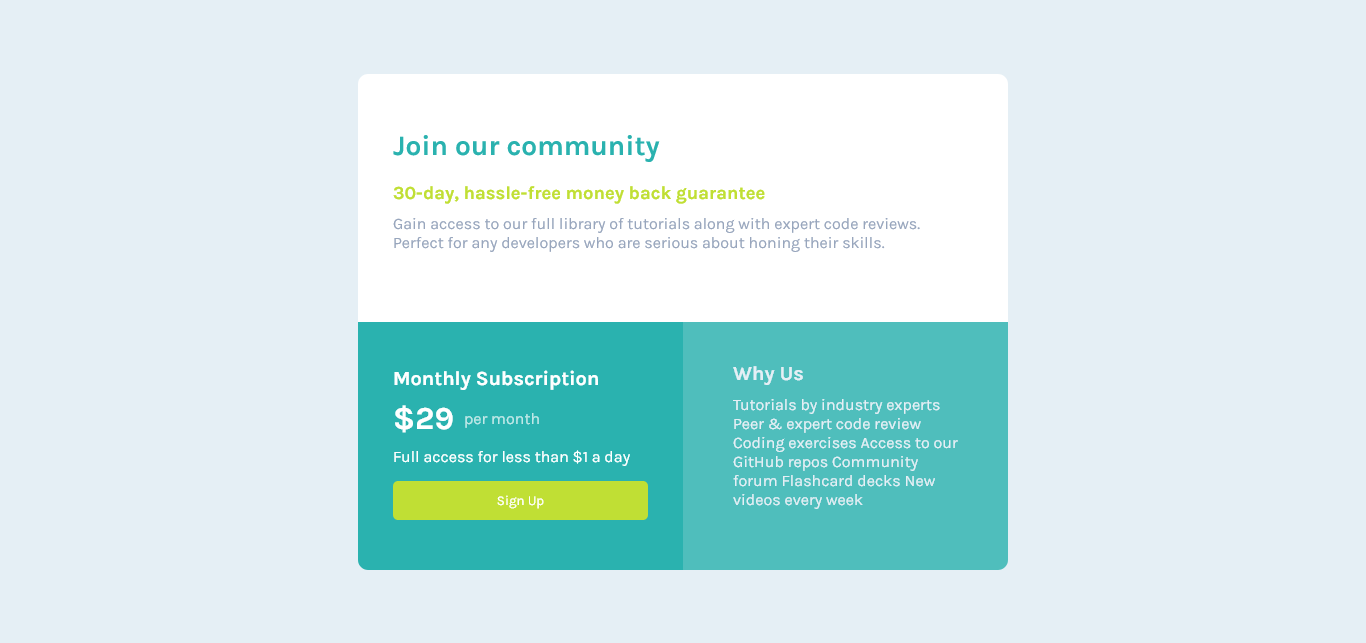 Join our community
30-day, hassle-free money back guarantee
Gain access to our full library of tutorials along with expert code reviews.
Perfect for any developers who are serious about honing their skills.
Monthly Subscription
$29 per month
Full access for less than $1 a day
Sign Up
Why Us
Tutorials by industry experts
Peer & expert code review
Coding exercises Access to our
GitHub repos Community
forum Flashcard decks New
videos every week